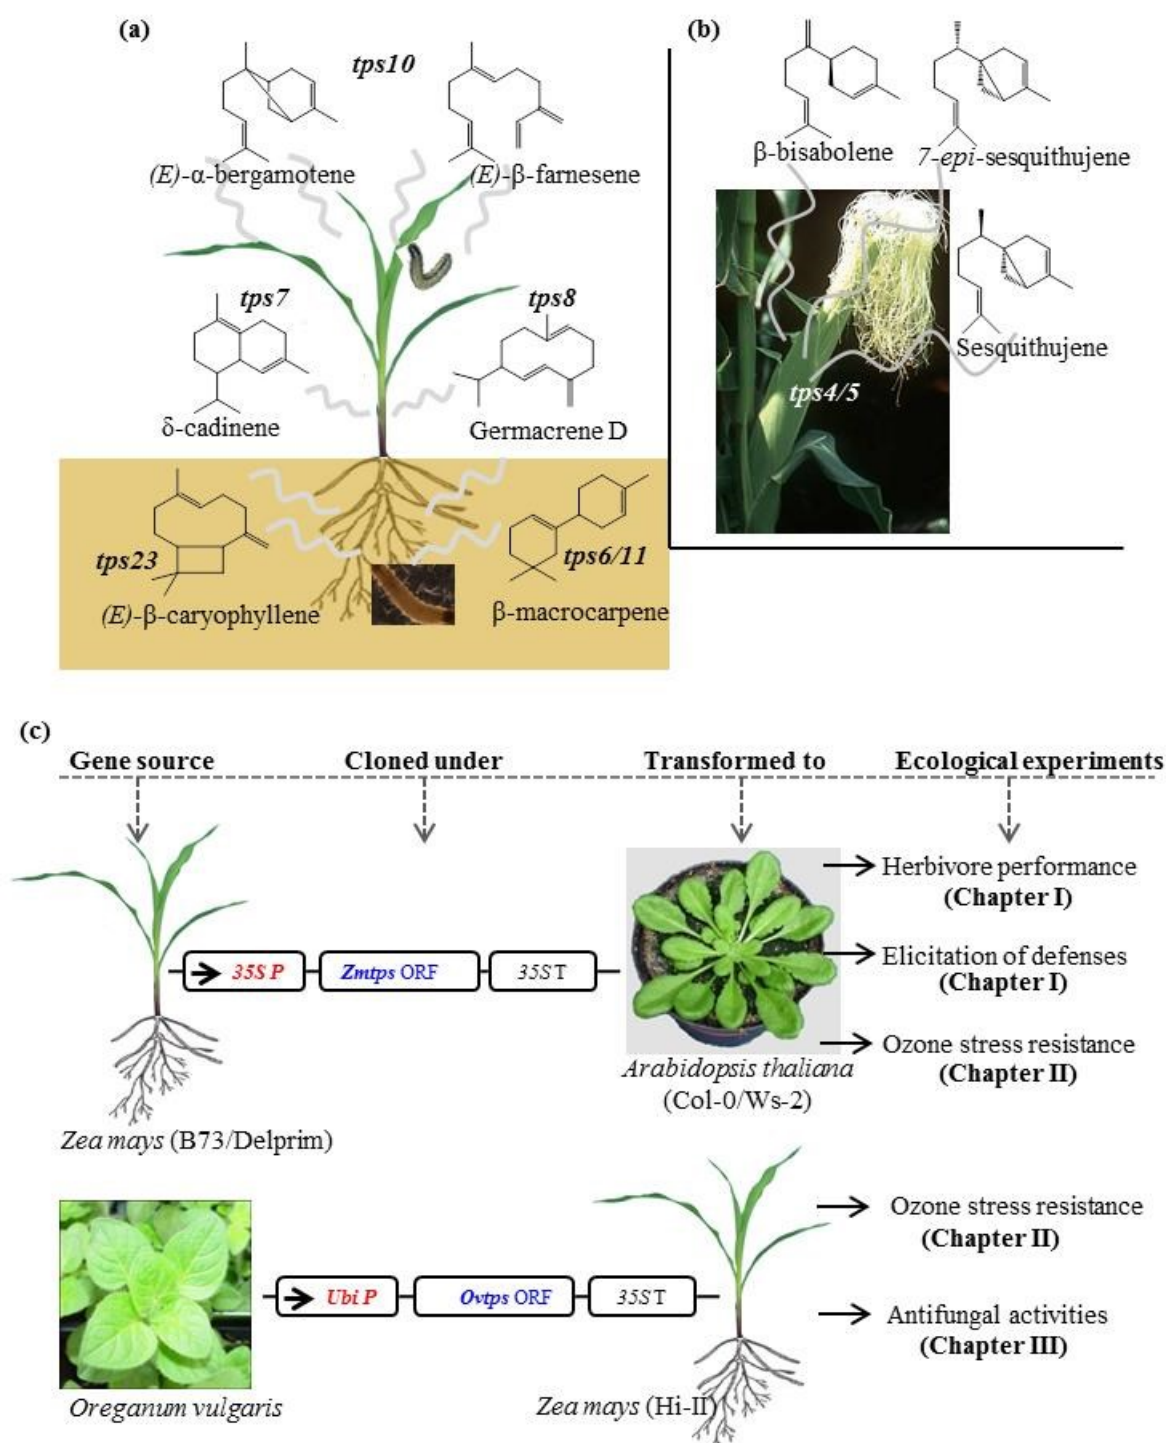 (a)
tps10
(E)-α-bergamotene
(E)-β-farnesene
tps7
tps8
δ-cadinene
Germacrene D
tps23
tps6/11
(E)-β-caryophyllene
β-macrocarpene
(b)
β-bisabolene
7-epi-sesquithujene
Sesquithujene
tps4/5
(c)
Gene source
Cloned under
Transformed to
Ecological experiments
35S P
Zmtps ORF
35S T
Herbivore performance
(Chapter I)
Elicitation of defenses
(Chapter I)
Ozone stress resistance
(Chapter II)
Arabidopsis thaliana
(Col-0/Ws-2)
Zea mays (B73/Delprim)
Ubi P
Ovtps ORF
35S T
Ozone stress resistance
(Chapter II)
Antifungal activities
(Chapter III)
Oreganum vulgaris
Zea mays (Hi-II)